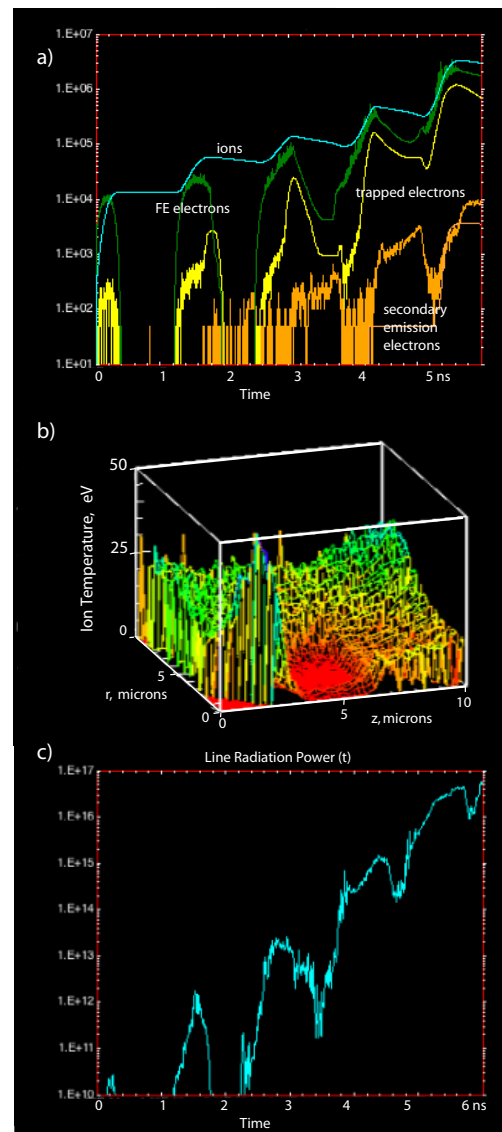 a)
1.E+07
1.E+06
1.E+05
1.E+04
1.E+03
1.E+02
1.E+01
ions
FE electrons
trapped electrons
secondary
emission
electrons
0 1 2 3 4 5 ns
Time
b)
50
25
0
Ion Temperature, eV
r, microns
5
0
0
5
10
z, microns
c)
Line Radiation Power (t)
1.E+17
1.E+16
1.E+15
1.E+14
1.E+13
1.E+12
1.E+11
1.E+10
0 1 2 3 4 5 6 ns
Time